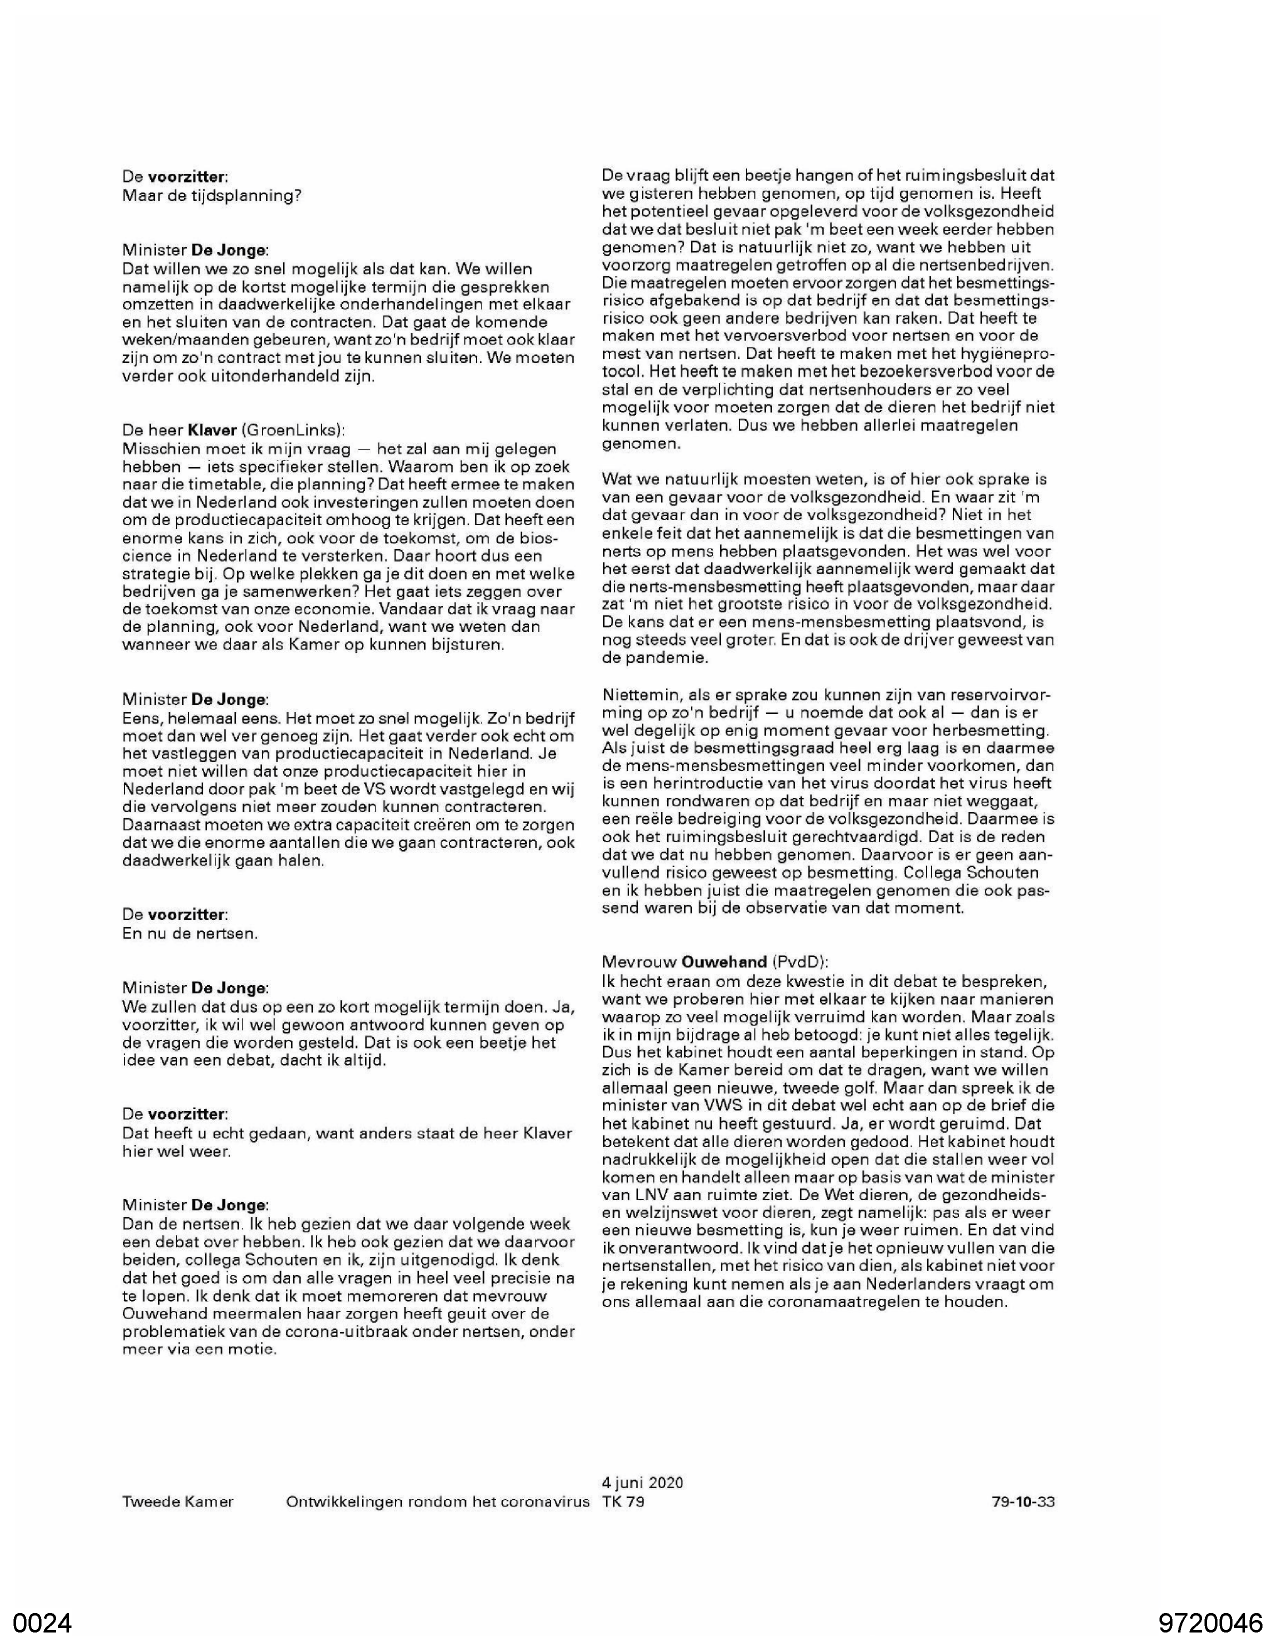 De voorzitter:
Maar de tijdsplanning?
Minister De Jonge:
Dat willen we zo snel mogelijk als dat kan. We willen
namelijk op de kortst mogelijke termijn die gesprekken
omzetten in daadwerkelijke onderhandelingen met elkaar
en het sluiten van de contracten. Dat gaat de komende
weken/maanden gebeuren, want zo'n bedrijf moet ook klaar
zijn om zo'n contract met jou te kunnen sluiten. We moeten
verder ook uitonderhandeld zijn.
De heer Klaver (GroenLinks):
Misschien moet ik mijn vraag — het zal aan mij gelegen
hebben — iets specifieker stellen. Waarom ben ik op zoek
naar die timetable, die planning? Dat heeft ermee te maken
dat we in Nederland ook investeringen zullen moeten doen
om de productiecapaciteit omhoog te krijgen. Dat heeft een
enorme kans in zich, ook voor de toekomst, om de bios-
cience in Nederland te versterken. Daar hoort dus een
strategie bij. Op welke plekken ga je dit doen en met welke
bedrijven ga je samenwerken? Het gaat iets zeggen over
de toekomst van onze economie. Vandaar dat ik vraag naar
de planning, ook voor Nederland, want we weten dan
wanneer we daar als Kamer op kunnen bijsturen.
Minister De Jonge:
Eens, helemaal eens. Het moet zo snel mogelijk. Zo'n bedrijf
moet dan wel ver genoeg zijn. Het gaat verder ook echt om
het vastleggen van productiecapaciteit in Nederland. Je
moet niet willen dat onze productiecapaciteit hier in
Nederland door pak 'm beet de VS wordt vastgelegd en wij
die vervolgens niet meer zouden kunnen contracteren.
Daarnaast moeten we extra capaciteit creëren om te zorgen
dat we die enorme aantallen die we gaan contracteren, ook
daadwerkelijk gaan halen.
De voorzitter:
En nu de nertsen.
Minister De Jonge:
We zullen dat dus op een zo kort mogelijk termijn doen. Ja,
voorzitter, ik wil wel gewoon antwoord kunnen geven op
de vragen die worden gesteld. Dat is ook een beetje het
idee van een debat, dacht ik altijd.
De voorzitter:
Dat heeft u echt gedaan, want anders staat de heer Klaver
hier wel weer.
Minister De Jonge:
Dan de nertsen. Ik heb gezien dat we daar volgende week
een debat over hebben. Ik heb ook gezien dat we daarvoor
beiden, collega Schouten en ik, zijn uitgenodigd. Ik denk
dat het goed is om dan alle vragen in heel veel precisie na
te lopen. Ik denk dat ik moet memoreren dat mevrouw
Ouwehand meermalen haar zorgen heeft geuit over de
problematiek van de corona-uitbraak onder nertsen, onder
meer via een motie.
De vraag blijft een beetje hangen of het ruimingsbesluit dat
we gisteren hebben genomen, op tijd genomen is. Heeft
het potentieel gevaar opgeleverd voor de volksgezondheid
dat we dat besluit niet pak 'm beet een week eerder hebben
genomen? Dat is natuurlijk niet zo, want we hebben uit
voorzorg maatregelen getroffen op al die nertsenbedrijven.
Die maatregelen moeten ervoor zorgen dat het besmettings-
risico afgebakend is op dat bedrijf en dat dat besmettings-
risico ook geen andere bedrijven kan raken. Dat heeft te
maken met het vervoersverbod voor nertsen en voor de
mest van nertsen. Dat heeft te maken met het hygiënepro-
tocol. Het heeft te maken met het bezoekersverbod voor de
stal en de verplichting dat nertsenhouders er zo veel
mogelijk voor moeten zorgen dat de dieren het bedrijf niet
kunnen verlaten. Dus we hebben allerlei maatregelen
genomen.
Wat we natuurlijk moesten weten, is of hier ook sprake is
van een gevaar voor de volksgezondheid. En waar zit 'm
dat gevaar dan in voor de volksgezondheid? Niet in het
enkele feit dat het aannemelijk is dat die besmettingen van
nerts op mens hebben plaatsgevonden. Het was wel voor
het eerst dat daadwerkelijk aannemelijk werd gemaakt dat
die nerts-mensbesmetting heeft plaatsgevonden, maar daar
zat 'm niet het grootste risico in voor de volksgezondheid.
De kans dat er een mens-mensbesmetting plaatsvond, is
nog steeds veel groter. En dat is ook de drijver geweest van
de pandemie.
Niettemin, als er sprake zou kunnen zijn van reservoirvor-
ming op zo'n bedrijf — u noemde dat ook al — dan is er
wel degelijk op enig moment gevaar voor herbesmetting.
Als juist de besmettingsgraad heel erg laag is en daarmee
de mens-mensbesmettingen veel minder voorkomen, dan
is een herintroductie van het virus doordat het virus heeft
kunnen rondwaren op dat bedrijf en maar niet weggaat,
een reële bedreiging voor de volksgezondheid. Daarmee is
ook het ruimingsbesluit gerechtvaardigd. Dat is de reden
dat we dat nu hebben genomen. Daarvoor is er geen aan-
vullend risico geweest op besmetting. Collega Schouten
en ik hebben juist die maatregelen genomen die ook pas-
send waren bij de observatie van dat moment.
Mevrouw Ouwehand (PvdD):
Ik hecht eraan om deze kwestie in dit debat te bespreken,
want we proberen hier met elkaar te kijken naar manieren
waarop zo veel mogelijk verruimd kan worden. Maar zoals
ik in mijn bijdrage al heb betoogd: je kunt niet alles tegelijk.
Dus het kabinet houdt een aantal beperkingen in stand. Op
zich is de Kamer bereid om dat te dragen, want we willen
allemaal geen nieuwe, tweede golf. Maar dan spreek ik de
minister van VWS in dit debat wel echt aan op de brief die
het kabinet nu heeft gestuurd. Ja, er wordt geruimd. Dat
betekent dat alle dieren worden gedood. Het kabinet houdt
nadrukkelijk de mogelijkheid open dat die stallen weer vol
komen en handelt alleen maar op basis van wat de minister
van LNV aan ruimte ziet. De Wet dieren, de gezondheids-
en welzijnswet voor dieren, zegt namelijk: pas als er weer
een nieuwe besmetting is, kun je weer ruimen. En dat vind
ik onverantwoord. Ik vind dat je het opnieuw vullen van die
nertsenstallen, met het risico van dien, als kabinet niet voor
je rekening kunt nemen als je aan Nederlanders vraagt om
ons allemaal aan die coronamaatregelen te houden.
4 juni 2020
Tweede Kamer Ontwikkelingen rondom het coronavirus TK 79 79-10-33
0024 9720046